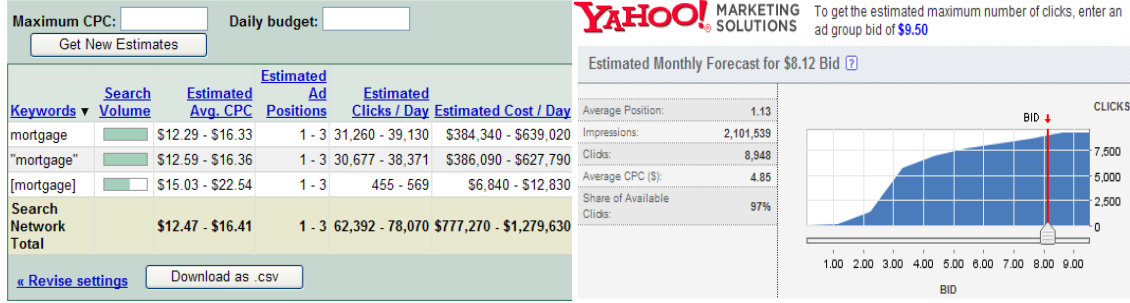 Maximum CPC: Daily budget:
Get New Estimates
Keywords ▼ Search Volume Estimated Avg. CPC Estimated Ad Positions Estimated Clicks / Day Estimated Cost / Day
mortgage $12.29 - $16.33 1 - 3 31,260 - 39,130 $384,340 - $639,020
"mortgage" $12.59 - $16.36 1 - 3 30,677 - 38,371 $386,090 - $627,790
[mortgage] $15.03 - $22.54 1 - 3 455 - 569 $6,840 - $12,830
Search Network Total $12.47 - $16.41 1 - 3 62,392 - 78,070 $777,270 - $1,279,630
« Revise settings Download as .csv
YAHOO! MARKETING SOLUTIONS
To get the estimated maximum number of clicks, enter an
ad group bid of $9.50
Estimated Monthly Forecast for $8.12 Bid ?
Average Position: 1.13
Impressions: 2,101,539
Clicks: 8,948
Average CPC ($): 4.85
Share of Available
Clicks: 97%
CLICKS
BID
7,500
5,000
2,500
0
1.00 2.00 3.00 4.00 5.00 6.00 7.00 8.00 9.00
BID